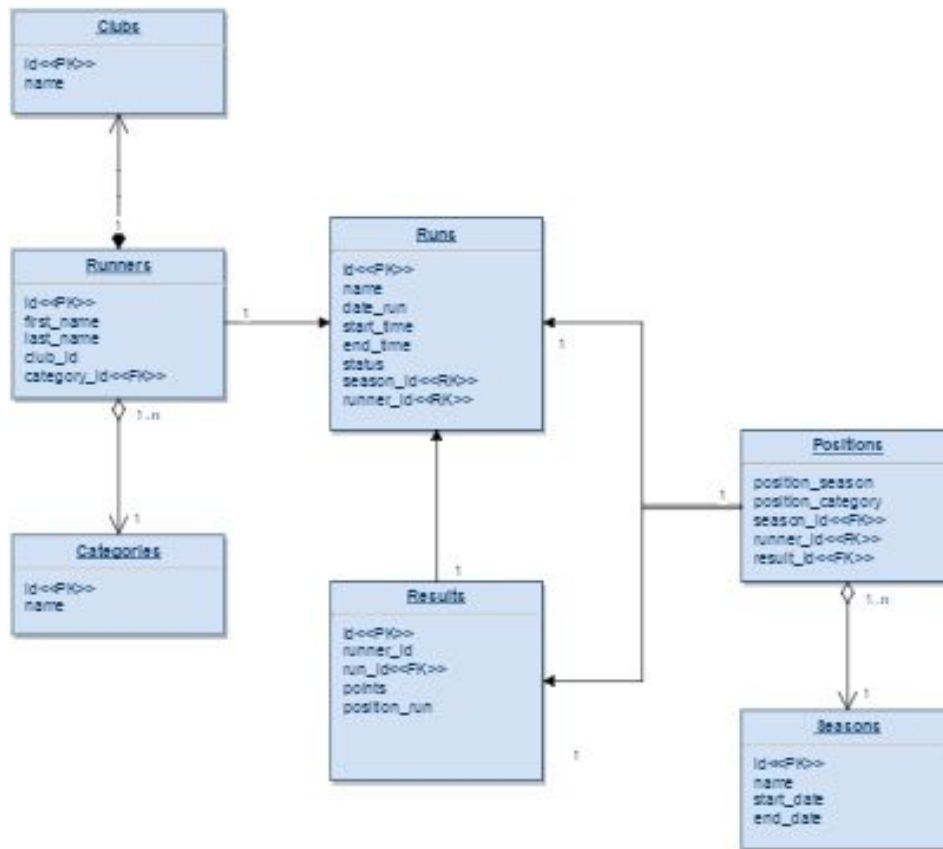 Clubs
id<<PK>>
name
1
Runners
id<<PK>>
first_name
last_name
club_id
category_id<<FK>>
1
1..n
1
Categories
id<<PK>>
name
Runs
id<<PK>>
name
date_run
start_time
end_time
status
season_id<<RK>>
runner_id<<RK>>
1
1
Results
id<<PK>>
runner_id
run_id<<FK>>
points
position_run
1
1
Positions
position_season
position_category
season_id<<FK>>
runner_id<<FK>>
result_id<<FK>>
1..n
1
Seasons
id<<PK>>
name
start_date
end_date